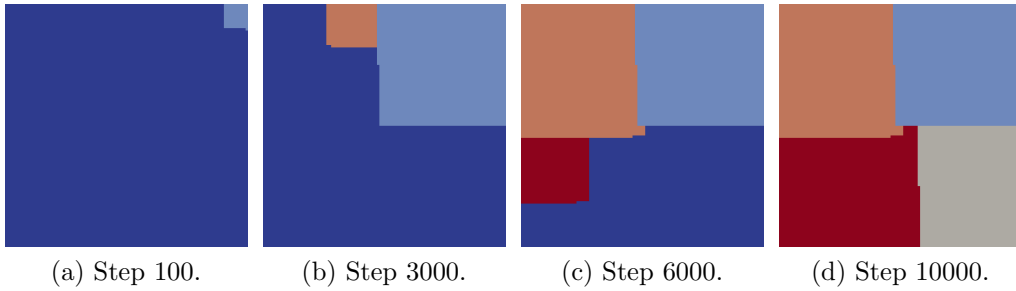 (a) Step 100.
(b) Step 3000.
(c) Step 6000.
(d) Step 10000.